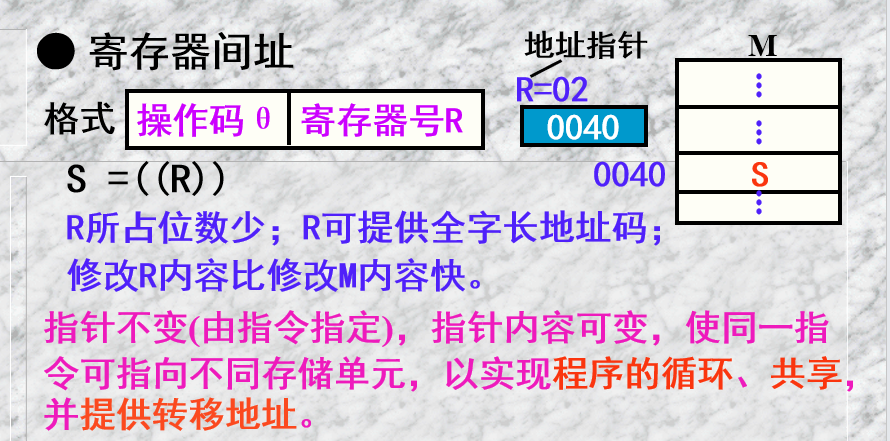 ● 寄存器间址
地址指针
M
R=02
格式
操作码 θ
寄存器号R
0040
S =((R))
0040
S
R所占位数少；R可提供全字长地址码；
修改R内容比修改M内容快。
指针不变(由指令指定)，指针内容可变，使同一指
令可指向不同存储单元，以实现程序的循环、共享，
并提供转移地址。